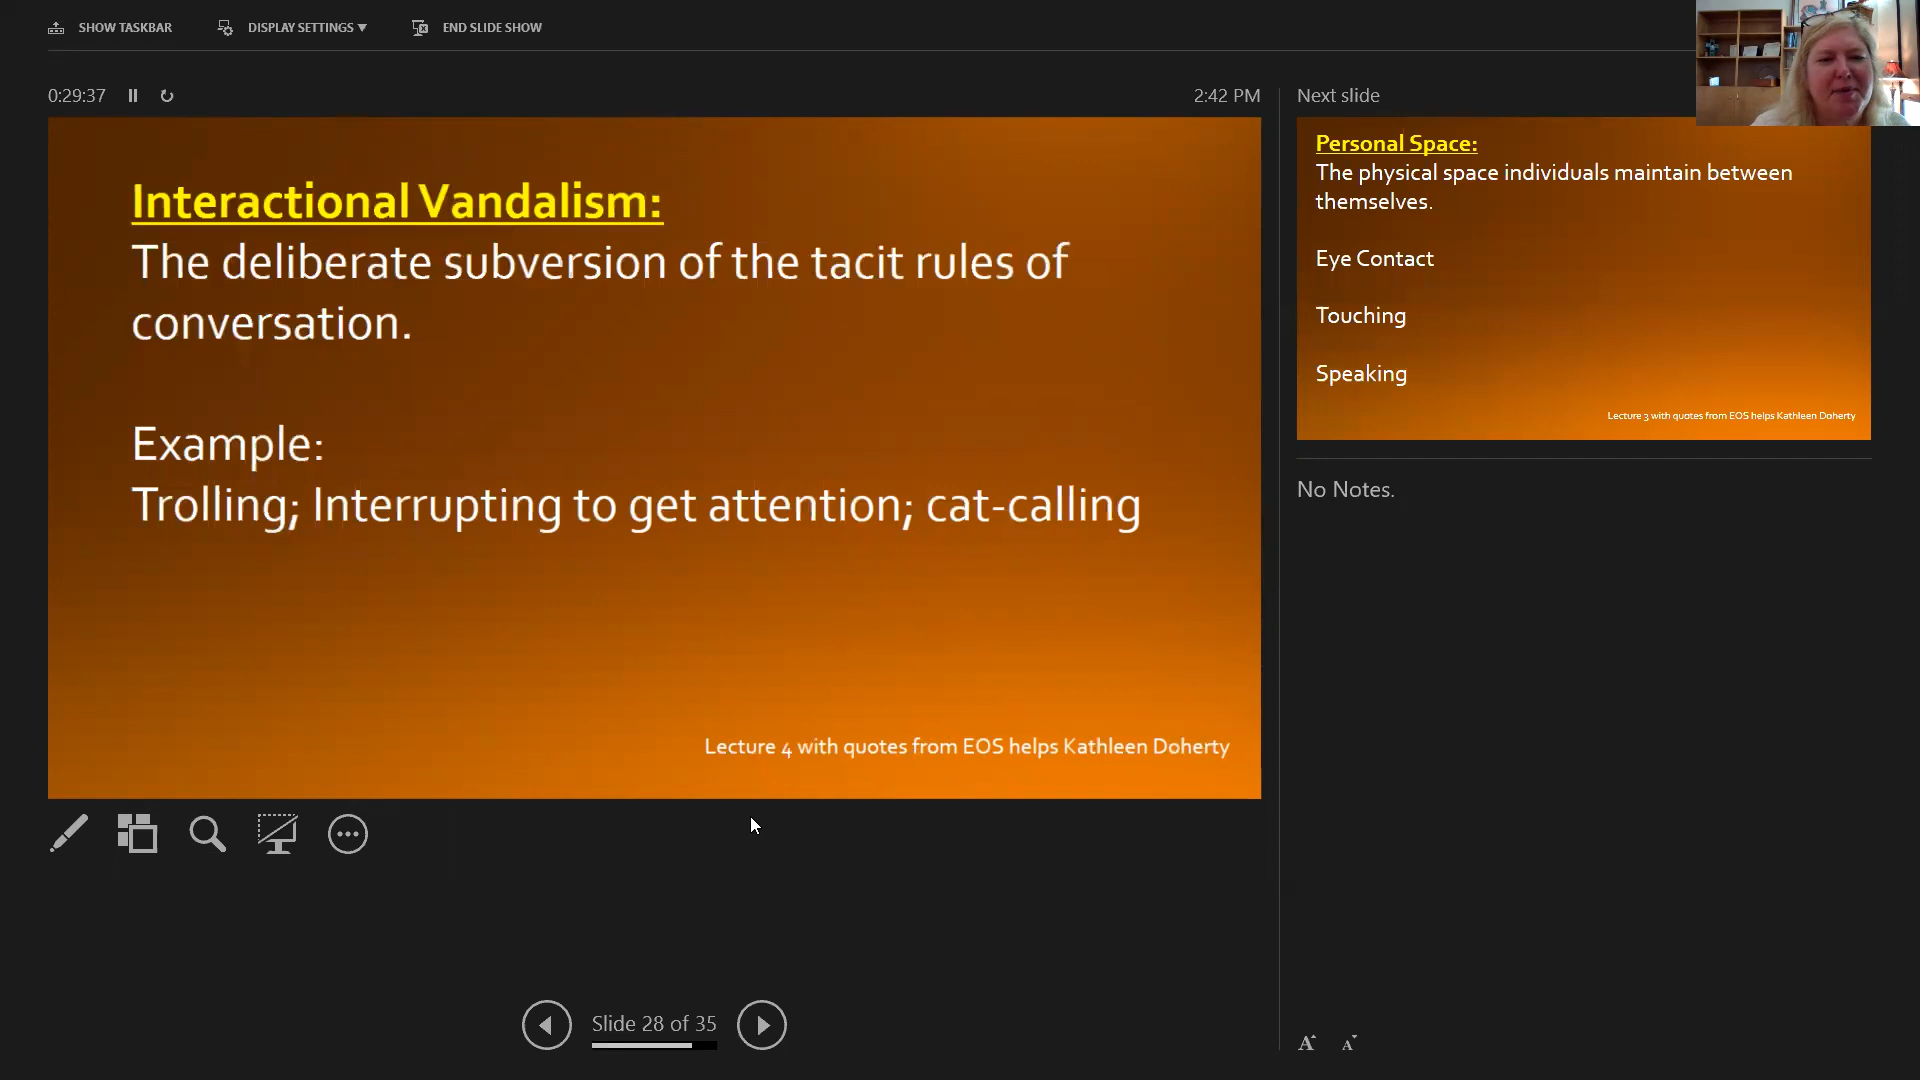 SHOW TASKBAR
DISPLAY SETTINGS
END SLIDE SHOW
0:29:37
2:42 PM
Interactional Vandalism:
The deliberate subversion of the tacit rules of
conversation.
Example:
Trolling; Interrupting to get attention; cat-calling
Lecture 4 with quotes from EOS helps Kathleen Doherty
Slide 28 of 35
Next slide
Personal Space:
The physical space individuals maintain between
themselves.
Eye Contact
Touching
Speaking
Lecture 3 with quotes from EOS helps Kathleen Doherty
No Notes.
A A